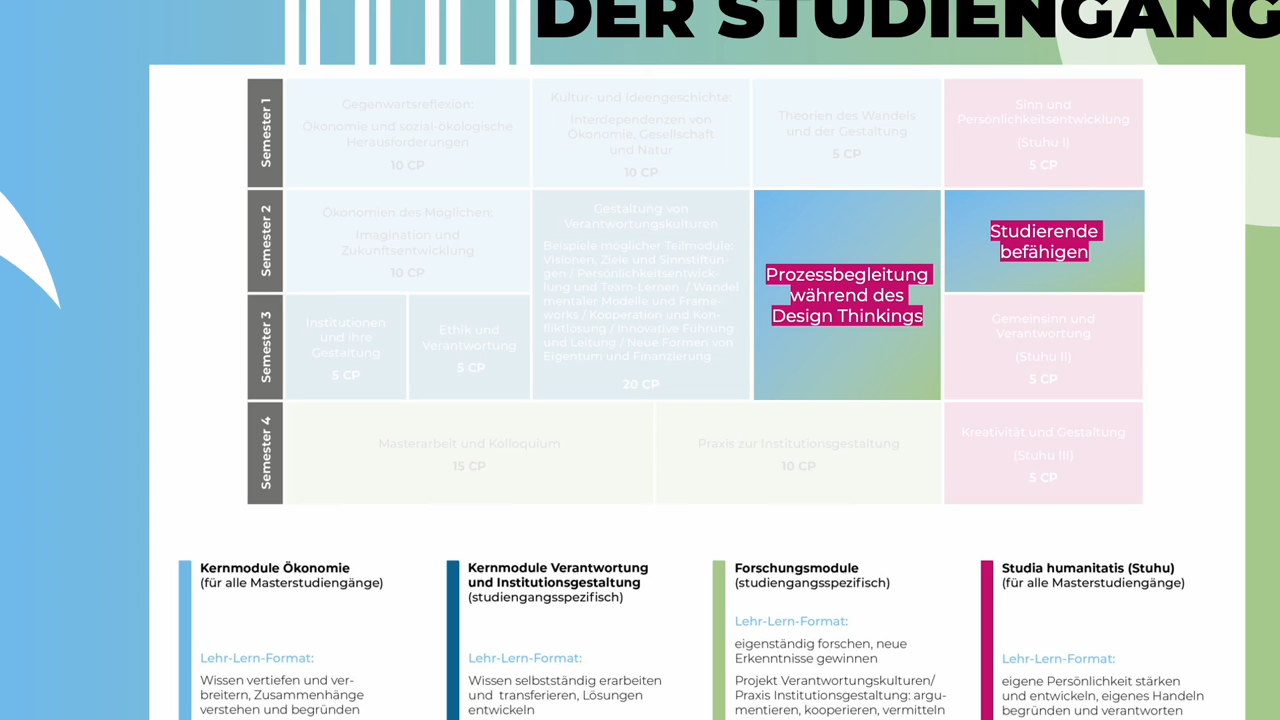 DER STUDIENGANG
Semester 1
Gegenwartsreflexion:
Ökonomie und sozial-ökologische
Herausforderungen
10 CP
Kultur- und Ideengeschichte:
Interdependenzen von
Ökonomie, Gesellschaft
und Natur
10 CP
Theorien des Wandels
und der Gestaltung
5 CP
Sinn und
Persönlichkeitsentwicklung
(Stuhu I)
5 CP
Semester 2
Ökonomien des Möglichen:
Imagination und
Zukunftsentwicklung
10 CP
Gestaltung von
Verantwortungskulturen
Beispiele möglicher Teilmodule:
Visionen, Ziele und Sinnstiftun-
gen / Persönlichkeitsentwick-
lung und Team-Lernen / Wandel
mentaler Modelle und Frame-
works / Kooperation und Kon-
fliktlösung / Innovative Führung
und Leitung / Neue Formen von
Eigentum und Finanzierung
20 CP
Prozessbegleitung
während des
Design Thinkings
Studierende
befähigen
Semester 3
Institutionen
und ihre
Gestaltung
5 CP
Ethik und
Verantwortung
5 CP
Gemeinsinn und
Verantwortung
(Stuhu II)
5 CP
Semester 4
Masterarbeit und Kolloquium
15 CP
Praxis zur Institutionsgestaltung
10 CP
Kreativität und Gestaltung
(Stuhu III)
5 CP
Kernmodule Ökonomie
(für alle Masterstudiengänge)
Lehr-Lern-Format:
Wissen vertiefen und ver-
breitern, Zusammenhänge
verstehen und begründen
Kernmodule Verantwortung
und Institutionsgestaltung
(studiengangsspezifisch)
Lehr-Lern-Format:
Wissen selbstständig erarbeiten
und transferieren, Lösungen
entwickeln
Forschungsmodule
(studiengangsspezifisch)
Lehr-Lern-Format:
eigenständig forschen, neue
Erkenntnisse gewinnen
Projekt Verantwortungskulturen/
Praxis Institutionsgestaltung: argu-
mentieren, kooperieren, vermitteln
Studia humanitatis (Stuhu)
(für alle Masterstudiengänge)
Lehr-Lern-Format:
eigene Persönlichkeit stärken
und entwickeln, eigenes Handeln
begründen und verantworten